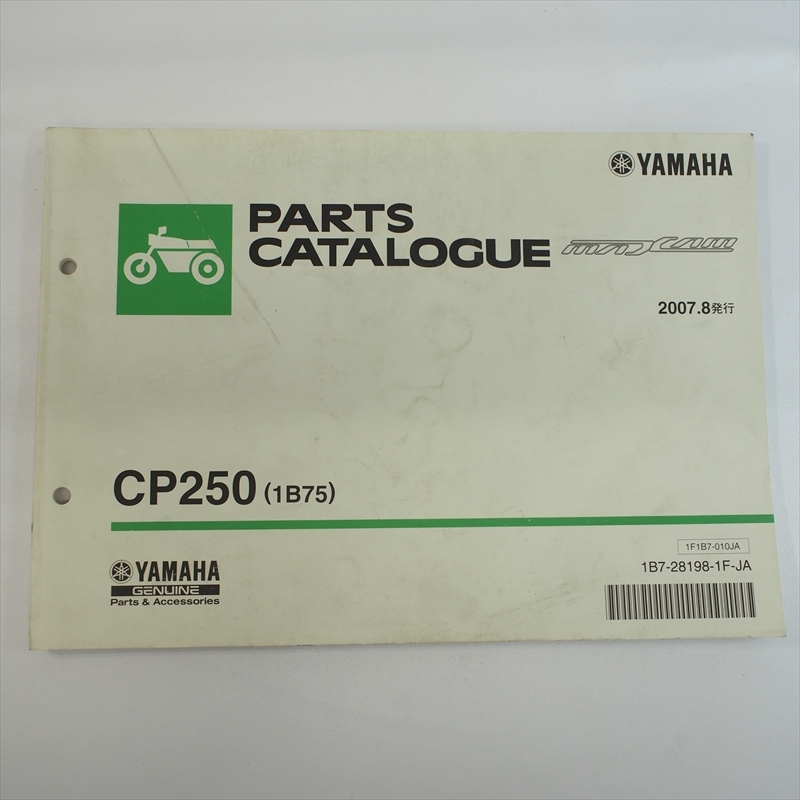 YAMAHA
PARTS
CATALOGUE
MAXAM
2007.8発行
CP250 (1B75)
1F1B7-010JA
1B7-28198-1F-JA
YAMAHA
GENUINE
Parts & Accessories